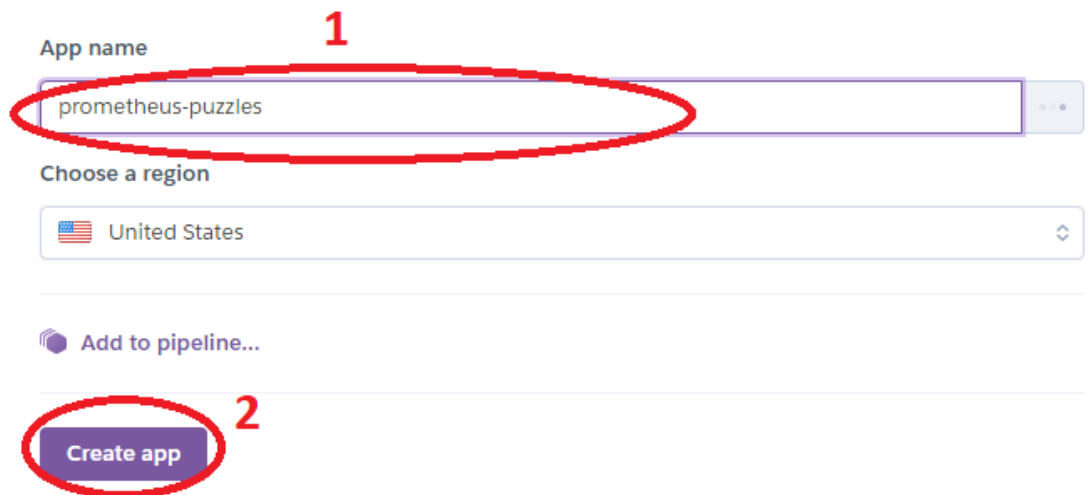 1
App name
prometheus-puzzles
Choose a region
United States
Add to pipeline...
2
Create app